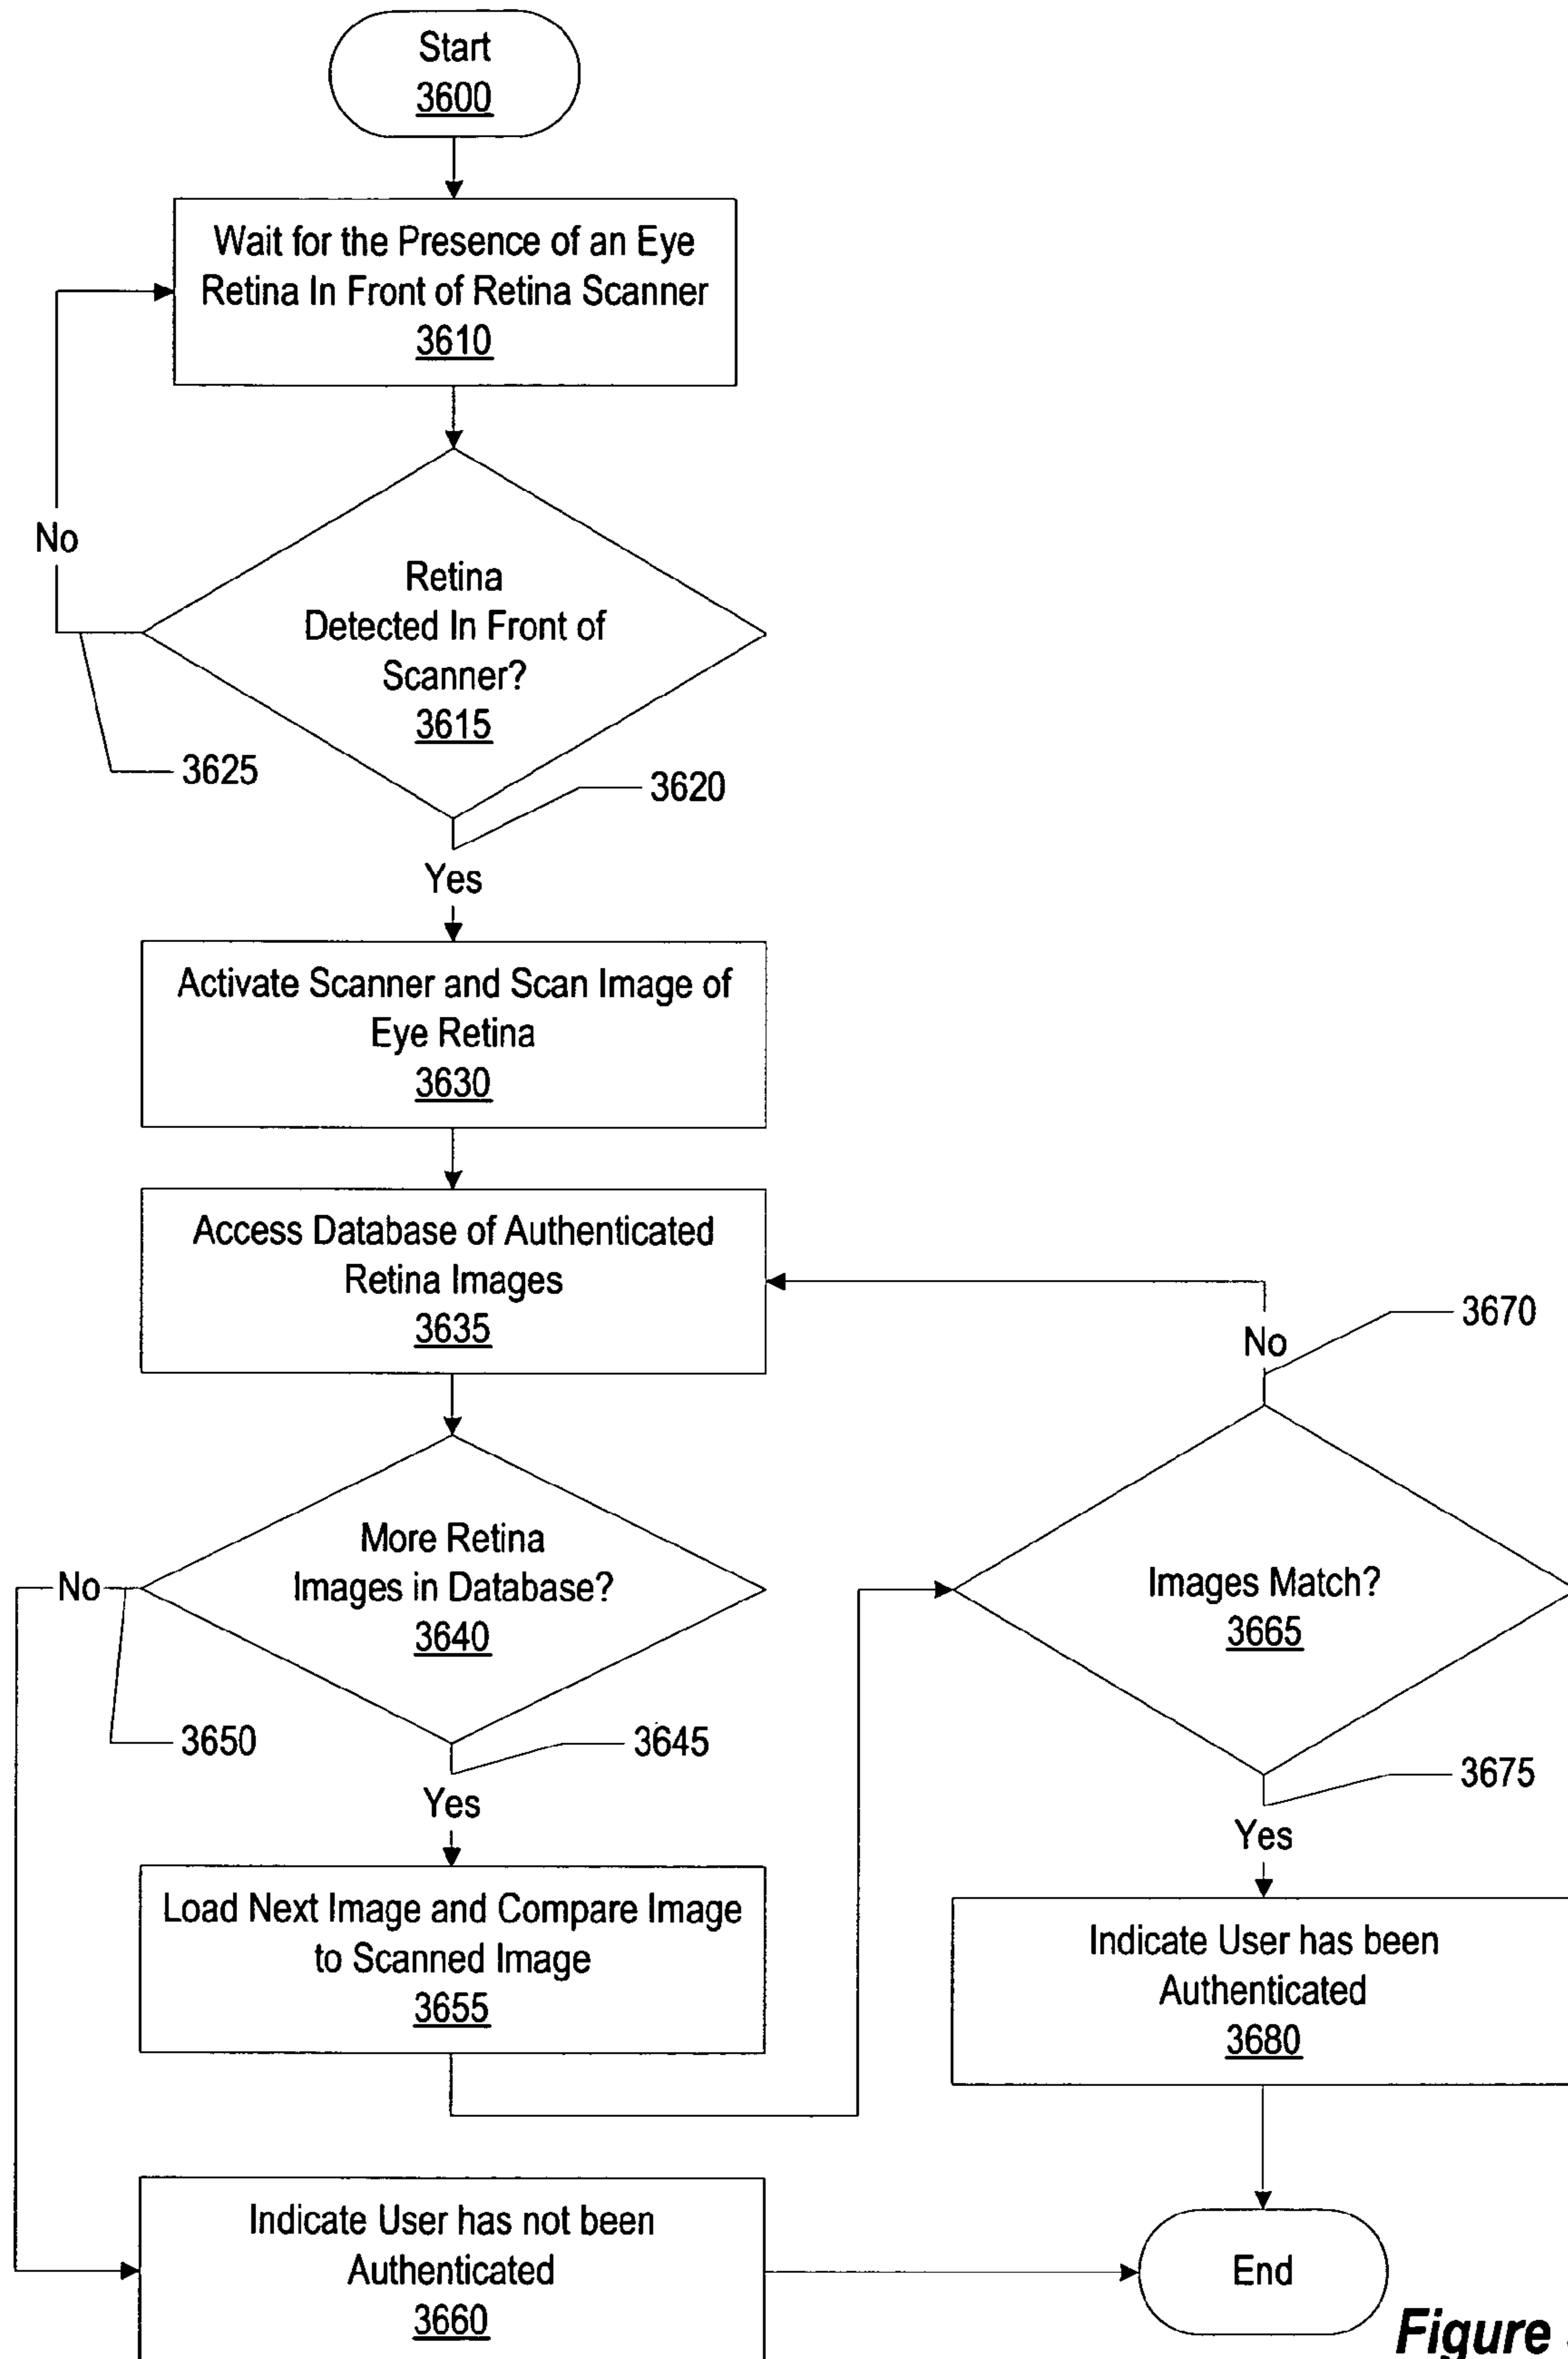 Start
3600
Wait for the Presence of an Eye
Retina In Front of Retina Scanner
3610
No
Retina
Detected In Front of
Scanner?
3615
3625
3620
Yes
Activate Scanner and Scan Image of
Eye Retina
3630
Access Database of Authenticated
Retina Images
3635
No
3670
More Retina
Images in Database?
3640
No
3650
3645
Yes
Images Match?
3665
3675
Yes
Load Next Image and Compare Image
to Scanned Image
3655
Indicate User has been
Authenticated
3680
Indicate User has not been
Authenticated
3660
End
Figure